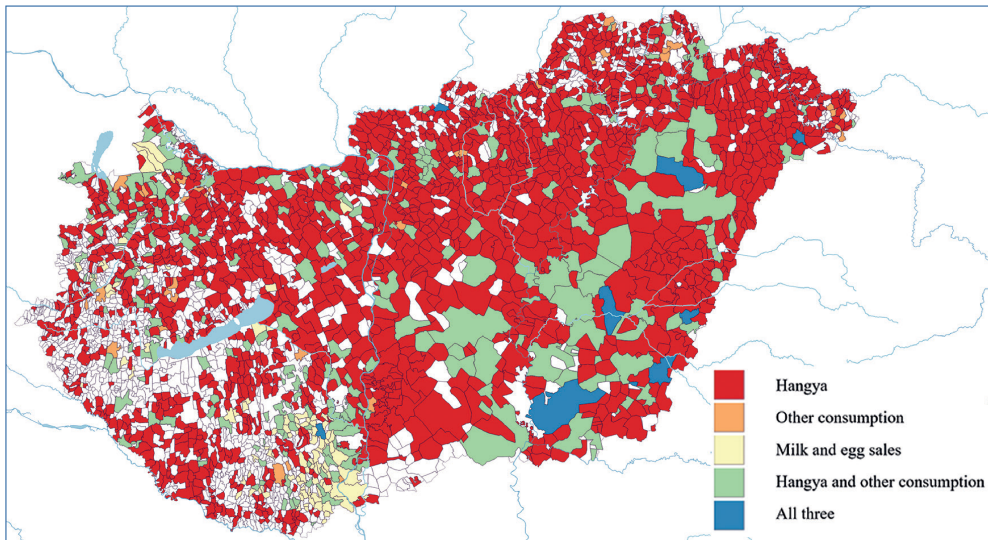 Hangya
Other consumption
Milk and egg sales
Hangya and other consumption
All three